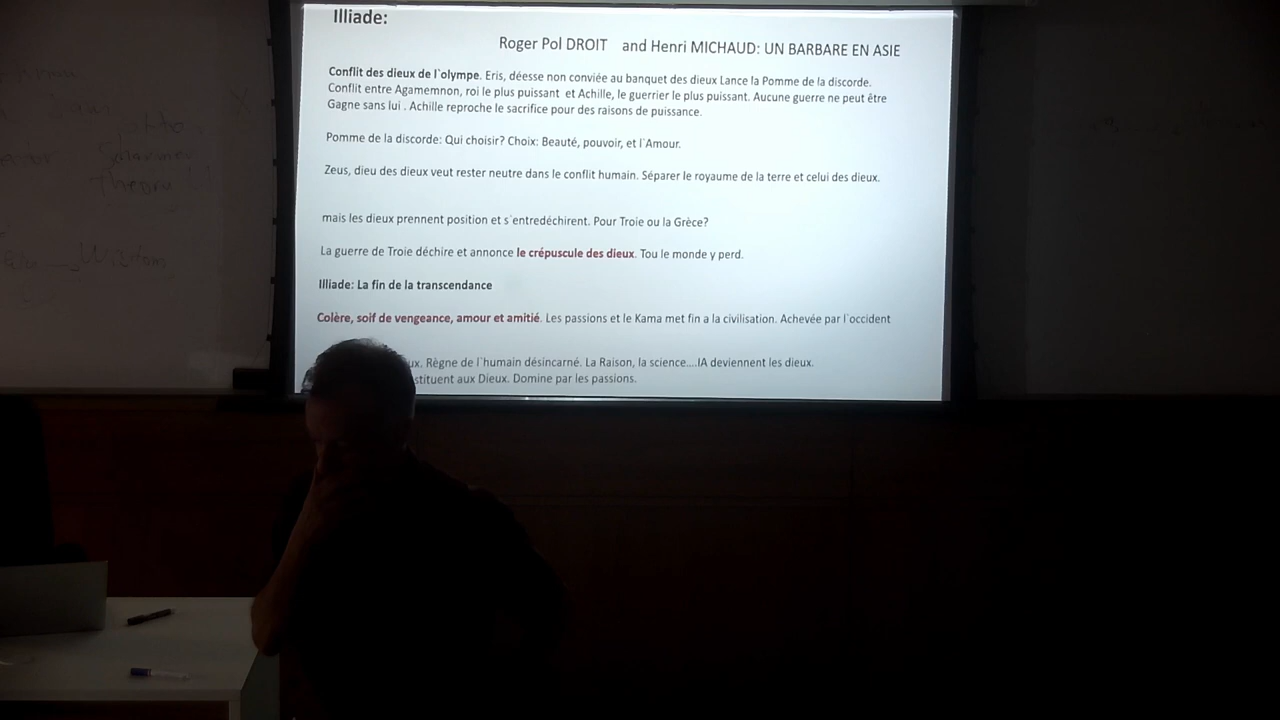 Illiade:
Roger Pol DROIT and Henri MICHAUD: UN BARBARE EN ASIE
Conflit des dieux de l`olympe. Eris, déesse non conviée au banquet des dieux Lance la Pomme de la discorde.
Conflit entre Agamemnon, roi le plus puissant et Achille, le guerrier le plus puissant. Aucune guerre ne peut être
Gagne sans lui . Achille reproche le sacrifice pour des raisons de puissance.
Pomme de la discorde: Qui choisir? Choix: Beauté, pouvoir, et l`Amour.
Zeus, dieu des dieux veut rester neutre dans le conflit humain. Séparer le royaume de la terre et celui des dieux.
mais les dieux prennent position et s`entredéchirent. Pour Troie ou la Grèce?
La guerre de Troie déchire et annonce le crépuscule des dieux. Tou le monde y perd.
Illiade: La fin de la transcendance
Colère, soif de vengeance, amour et amitié. Les passions et le Kama met fin a la civilisation. Achevée par l`occident
ux. Règne de l`humain désincarné. La Raison, la science....IA deviennent les dieux.
stituent aux Dieux. Domine par les passions.
Theory
Wisdom